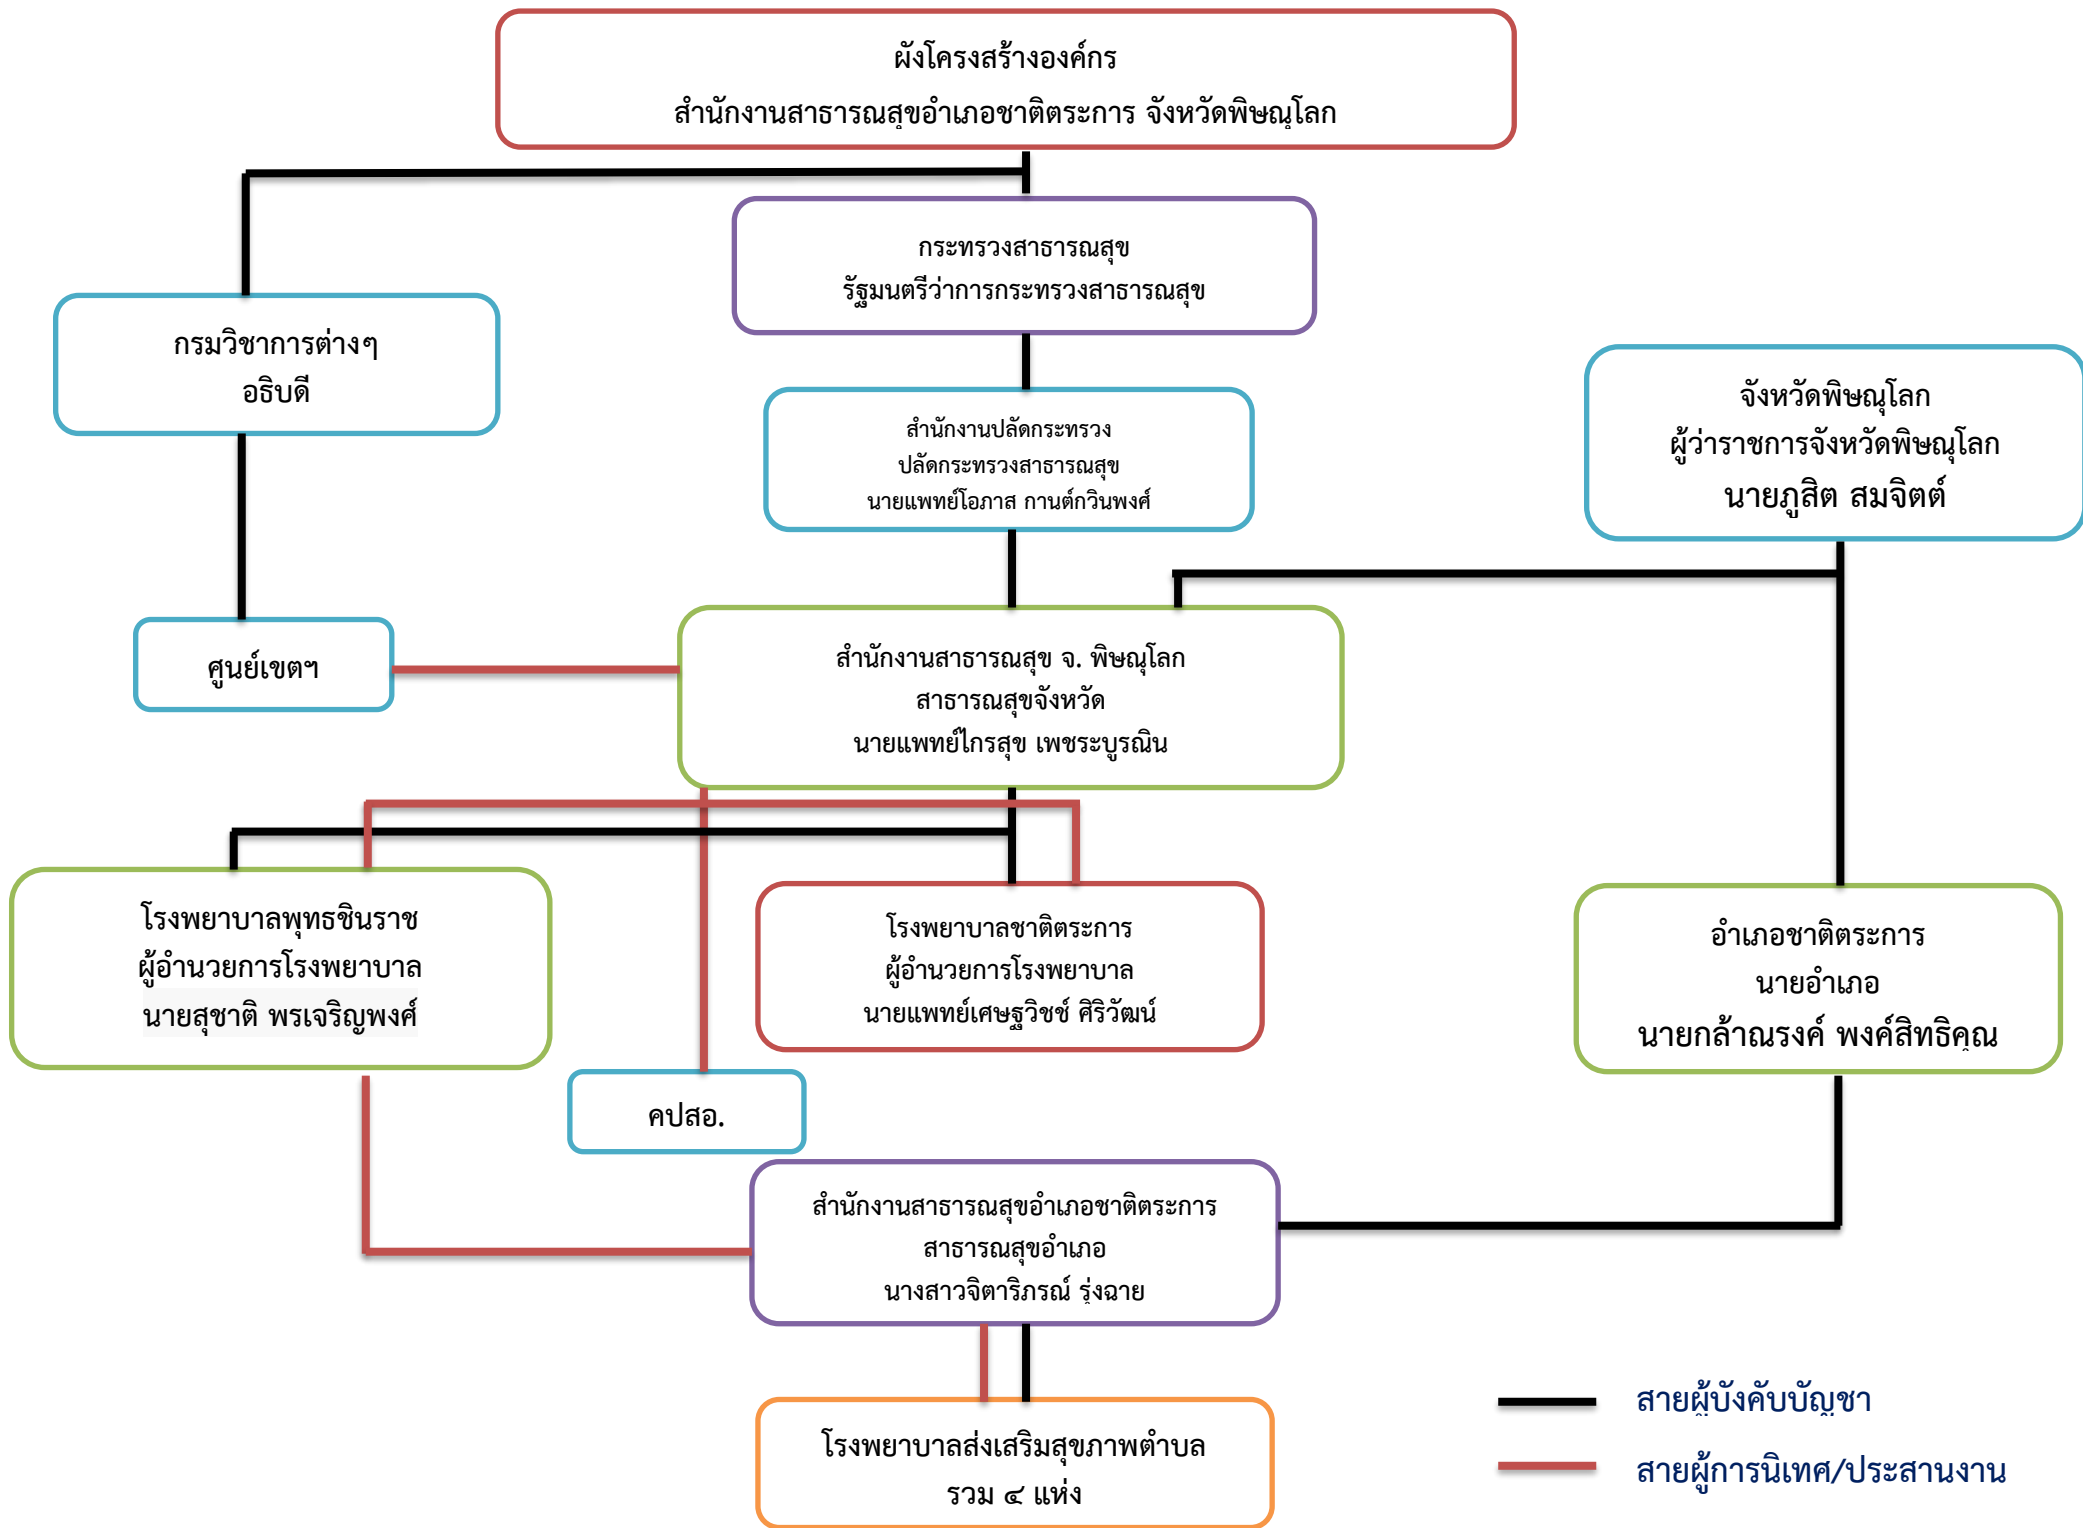 ผังโครงสร้างองค์กร
สำนักงานสาธารณสุขอำเภอชาติตระการ จังหวัดพิษณุโลก
กระทรวงสาธารณสุข
รัฐมนตรีว่าการกระทรวงสาธารณสุข
กรมวิชาการต่างๆ
อธิบดี
สำนักงานปลัดกระทรวง
ปลัดกระทรวงสาธารณสุข
นายแพทย์โอภาส กานต์กวินพงศ์
จังหวัดพิษณุโลก
ผู้ว่าราชการจังหวัดพิษณุโลก
นายภูสิต สมจิตต์
ศูนย์เขตฯ
สำนักงานสาธารณสุข จ. พิษณุโลก
สาธารณสุขจังหวัด
นายแพทย์ไกรสุข เพชระบูรณิน
โรงพยาบาลพุทธชินราช
ผู้อำนวยการโรงพยาบาล
นายสุชาติ พรเจริญพงศ์
โรงพยาบาลชาติตระการ
ผู้อำนวยการโรงพยาบาล
นายแพทย์เศษฐวิชช์ ศิริวัฒน์
อำเภอชาติตระการ
นายอำเภอ
นายกล้าณรงค์ พงค์สิทธิคุณ
คปสอ.
สำนักงานสาธารณสุขอำเภอชาติตระการ
สาธารณสุขอำเภอ
นางสาวจิตาริภรณ์ รุ่งฉาย
โรงพยาบาลส่งเสริมสุขภาพตำบล
รวม ๔ แห่ง
สายผู้บังคับบัญชา
สายผู้การนิเทศ/ประสานงาน